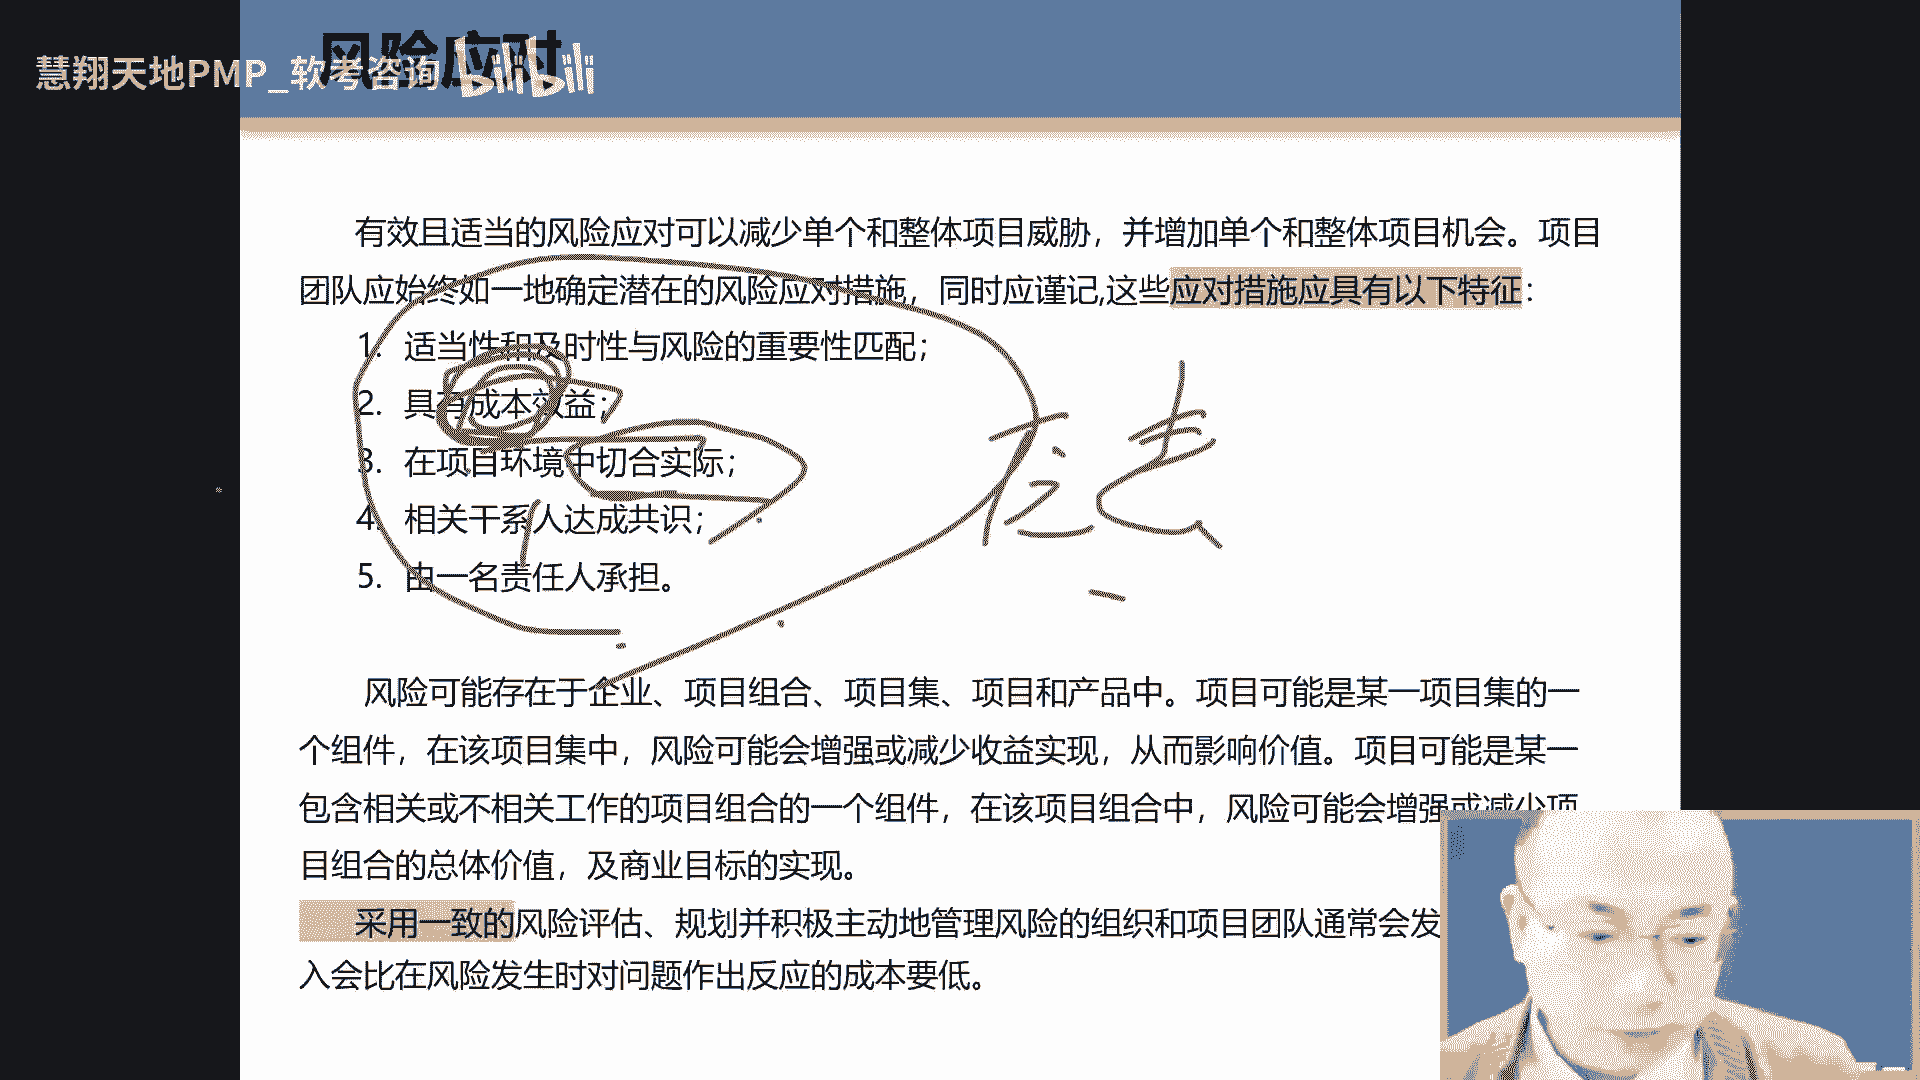 风险应对
慧翔天地PMP_软考咨询 bilibili
有效且适当的风险应对可以减少单个和整体项目威胁，并增加单个和整体项目机会。项目
团队应始终如一地确定潜在的风险应对措施，同时应谨记,这些应对措施应具有以下特征：
1. 适当性和及时性与风险的重要性匹配；
2. 具有成本效益；
3. 在项目环境中切合实际；
4. 相关干系人达成共识；
5. 由一名责任人承担。
风险可能存在于企业、项目组合、项目集、项目和产品中。项目可能是某一项目集的一
个组件，在该项目集中，风险可能会增强或减少收益实现，从而影响价值。项目可能是某一
包含相关或不相关工作的项目组合的一个组件，在该项目组合中，风险可能会增强或减少项
目组合的总体价值，及商业目标的实现。
采用一致的风险评估、规划并积极主动地管理风险的组织和项目团队通常会发
入会比在风险发生时对问题作出反应的成本要低。